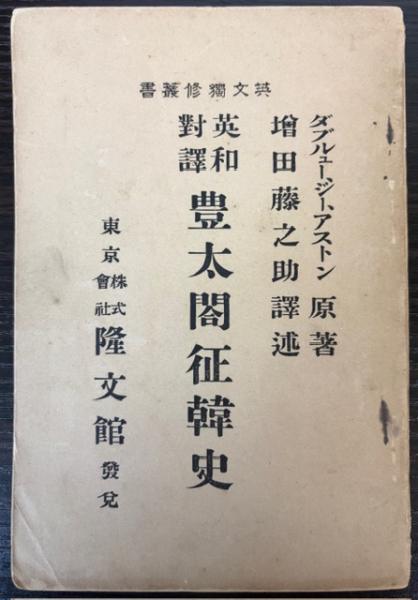 書叢修獨文英
ダブルュージー、アストン 原著
增田藤之助譯述
英和
對譯
豊太閤征韓史
東京
株式
會社
隆文館
發兌